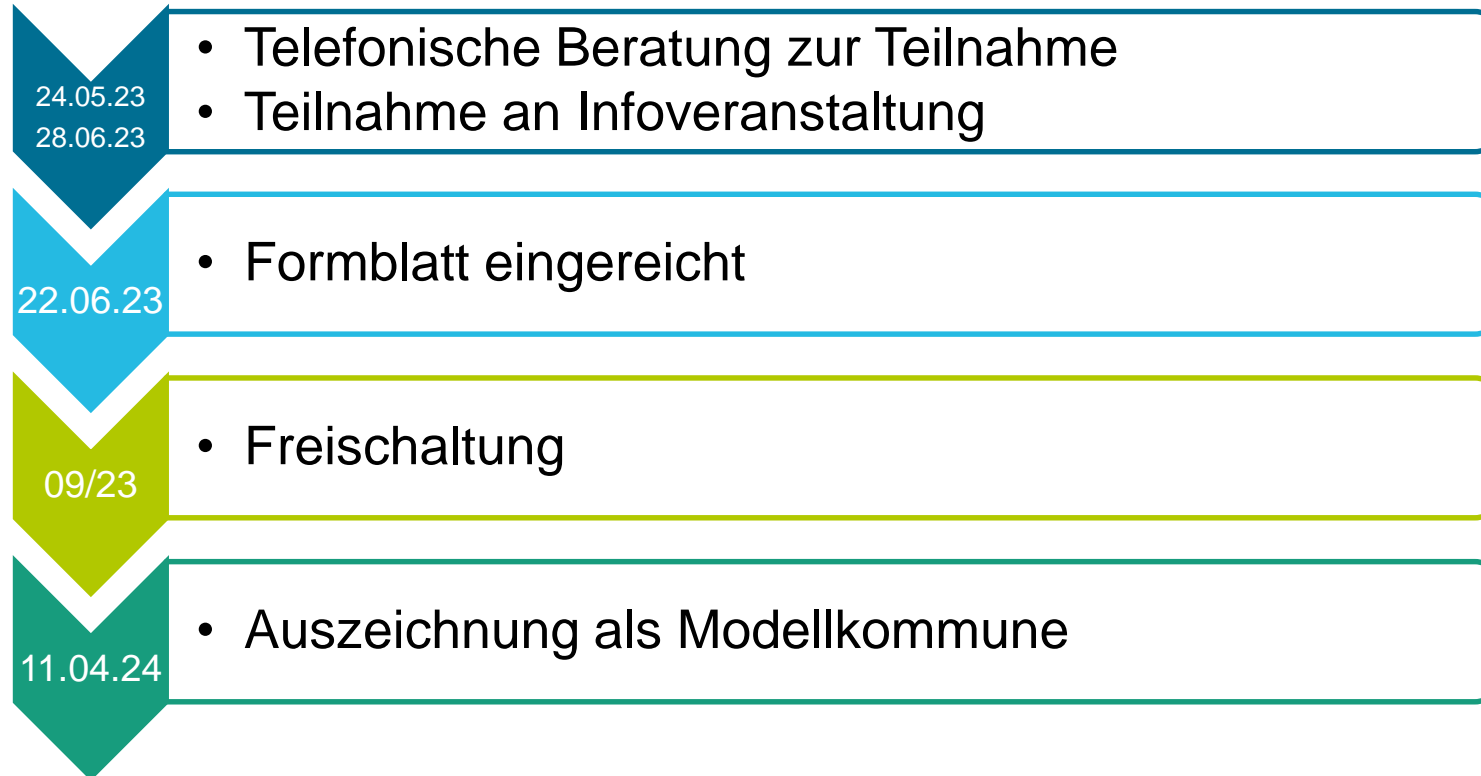 24.05.23
28.06.23
• Telefonische Beratung zur Teilnahme
• Teilnahme an Infoveranstaltung
22.06.23
• Formblatt eingereicht
09/23
• Freischaltung
11.04.24
• Auszeichnung als Modellkommune